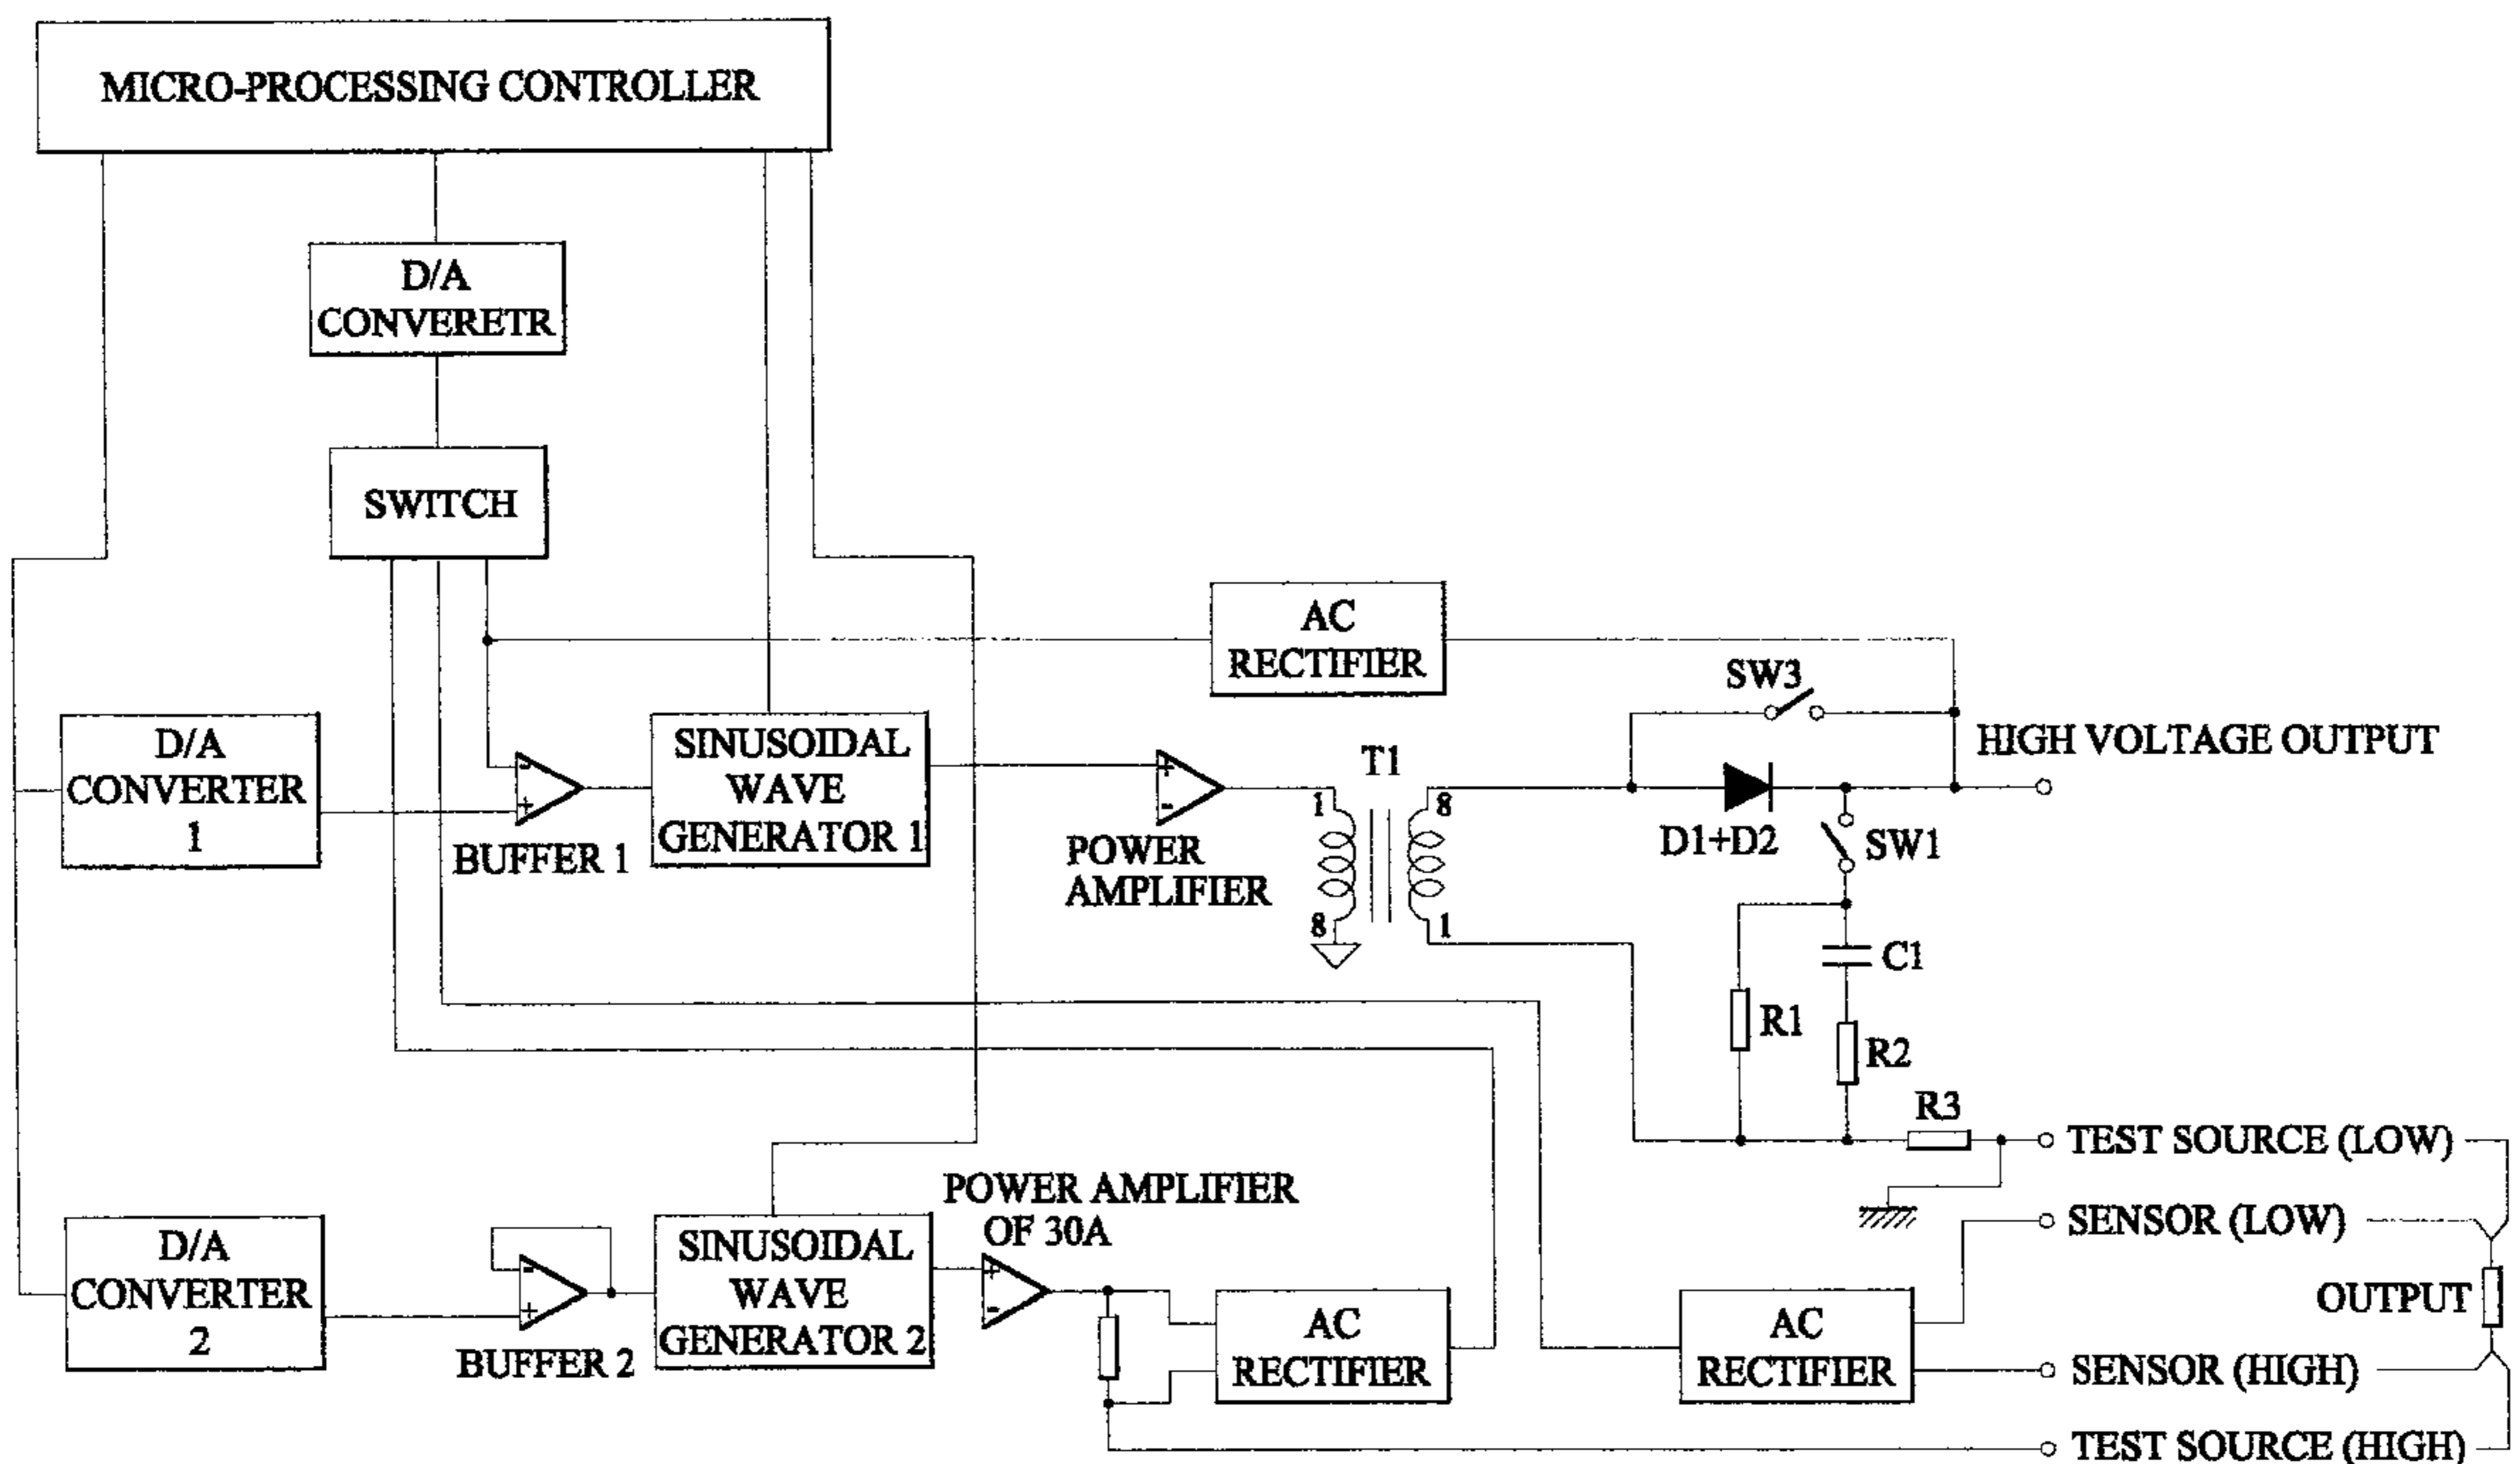 MICRO-PROCESSING CONTROLLER
D/A
CONVERETR
SWITCH
AC
RECTIFIER
SW3
HIGH VOLTAGE OUTPUT
D/A
CONVERTER
1
-
+
BUFFER 1
SINUSOIDAL
WAVE
GENERATOR 1
+
-
POWER
AMPLIFIER
T1
1
8
8
1
D1+D2
SW1
C1
R1
R2
R3
TEST SOURCE (LOW)
SENSOR (LOW)
OUTPUT
SENSOR (HIGH)
TEST SOURCE (HIGH)
D/A
CONVERTER
2
-
+
BUFFER 2
SINUSOIDAL
WAVE
GENERATOR 2
POWER AMPLIFIER
OF 30A
+
-
AC
RECTIFIER
AC
RECTIFIER